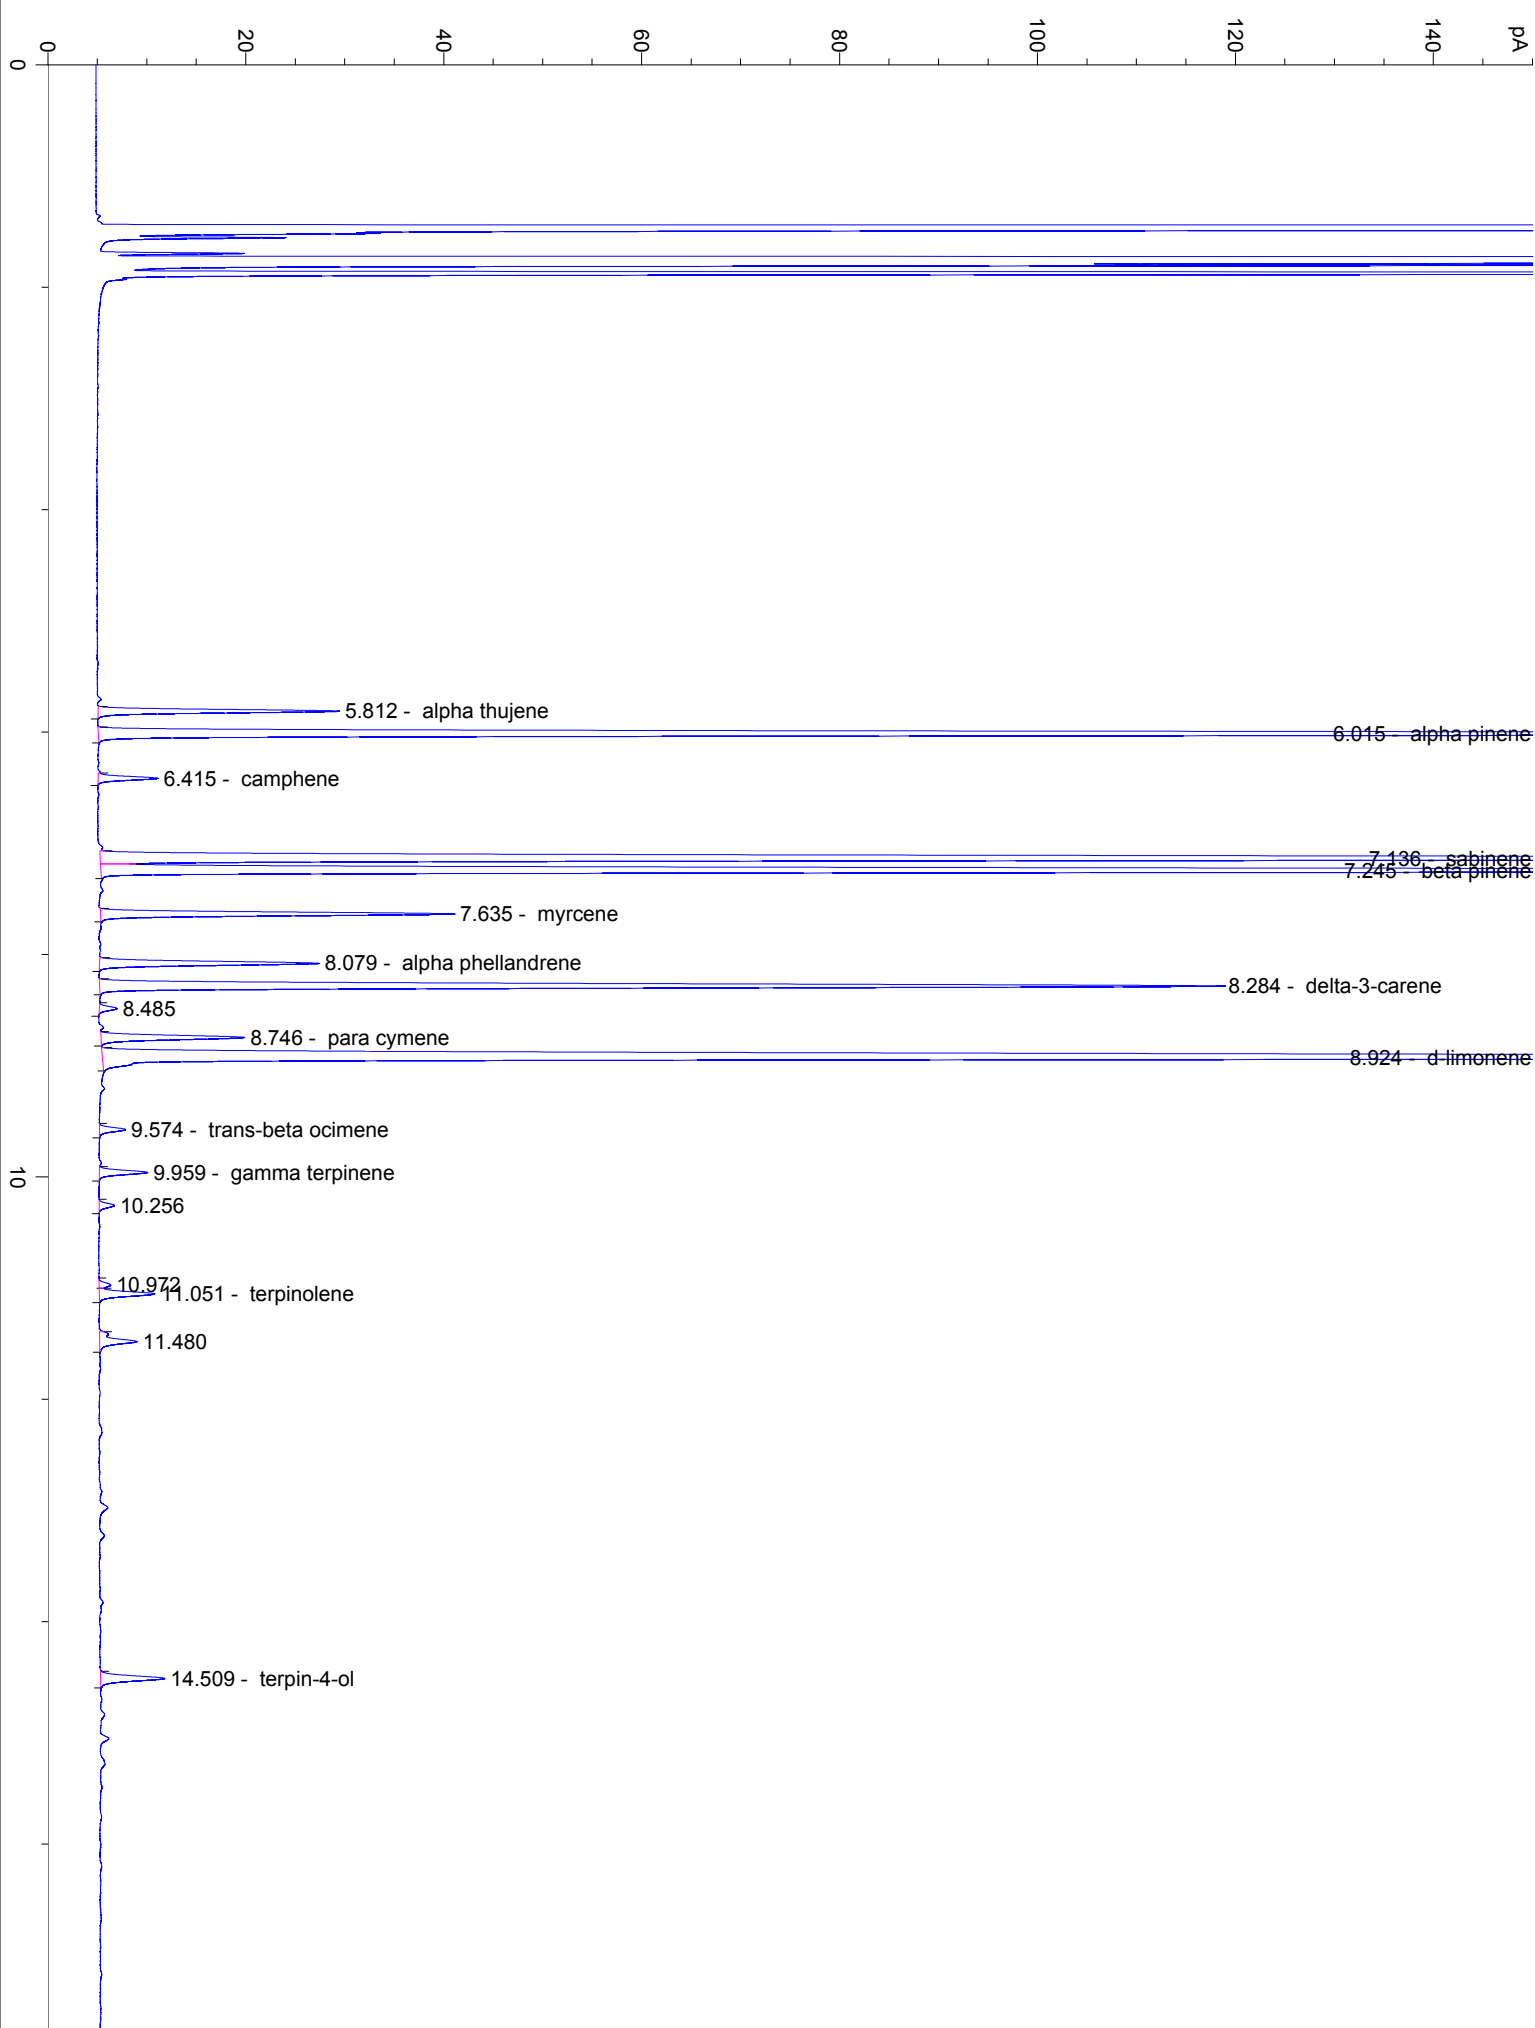 pA
0
20
40
60
80
100
120
140
0
5.812 - alpha thujene
6.015 - alpha pinene
6.415 - camphene
7.136 - sabinene
7.245 - beta pinene
7.635 - myrcene
8.079 - alpha phellandrene
8.284 - delta-3-carene
8.485
8.746 - para cymene
8.924 - d-limonene
9.574 - trans-beta ocimene
9.959 - gamma terpinene
10
10.256
10.972
11.051 - terpinolene
11.480
14.509 - terpin-4-ol